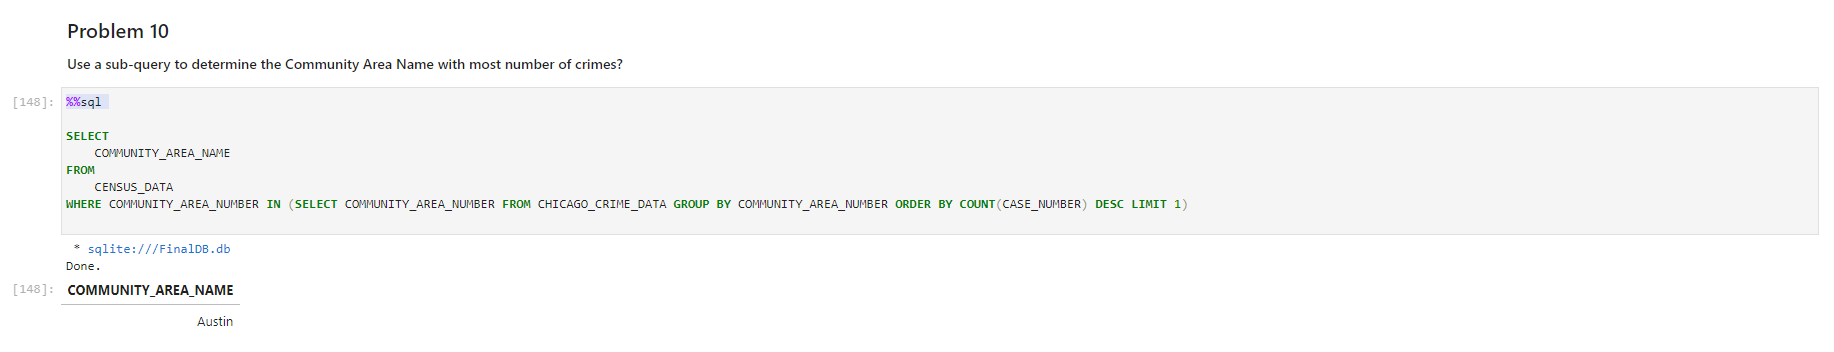 Problem 10
Use a sub-query to determine the Community Area Name with most number of crimes?
[148]: %%sql
SELECT
    COMMUNITY_AREA_NAME
FROM
    CENSUS_DATA
WHERE COMMUNITY_AREA_NUMBER IN (SELECT COMMUNITY_AREA_NUMBER FROM CHICAGO_CRIME_DATA GROUP BY COMMUNITY_AREA_NUMBER ORDER BY COUNT(CASE_NUMBER) DESC LIMIT 1)
* sqlite:///FinalDB.db
Done.
[148]: COMMUNITY_AREA_NAME
Austin